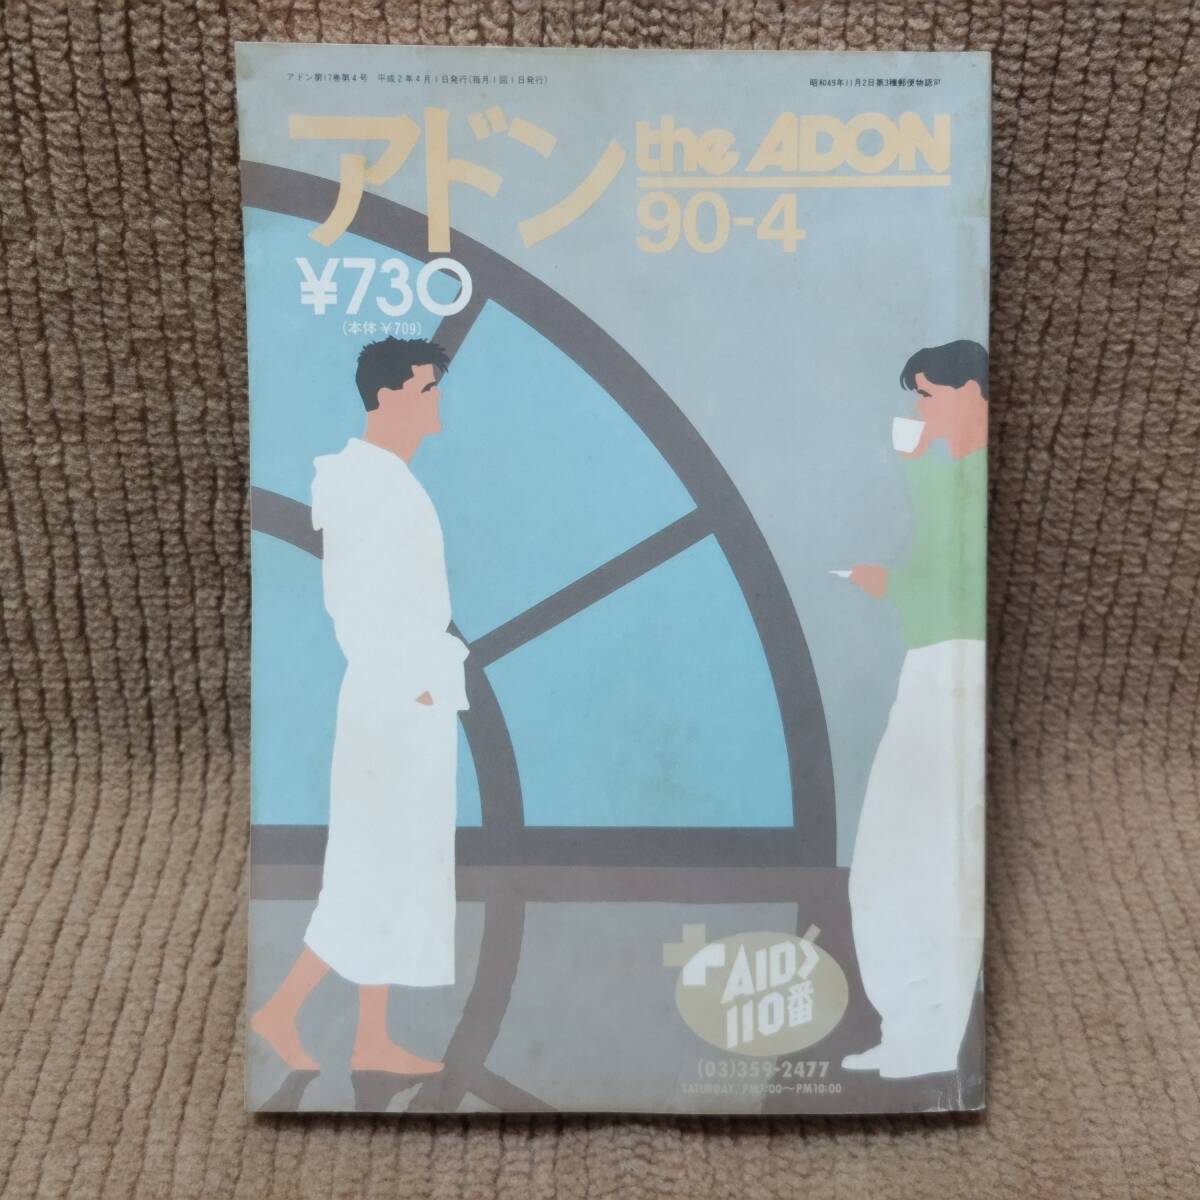 アドン第17巻第4号 平成2年4月1日発行(毎月1回1日発行)
昭和49年11月2日第3種郵便物認可
アドン
the ADON
90-4
¥730
(本体 ¥709)
AIDS
110番
(03)359-2477
SATURDAY, PM7:00〜PM10:00